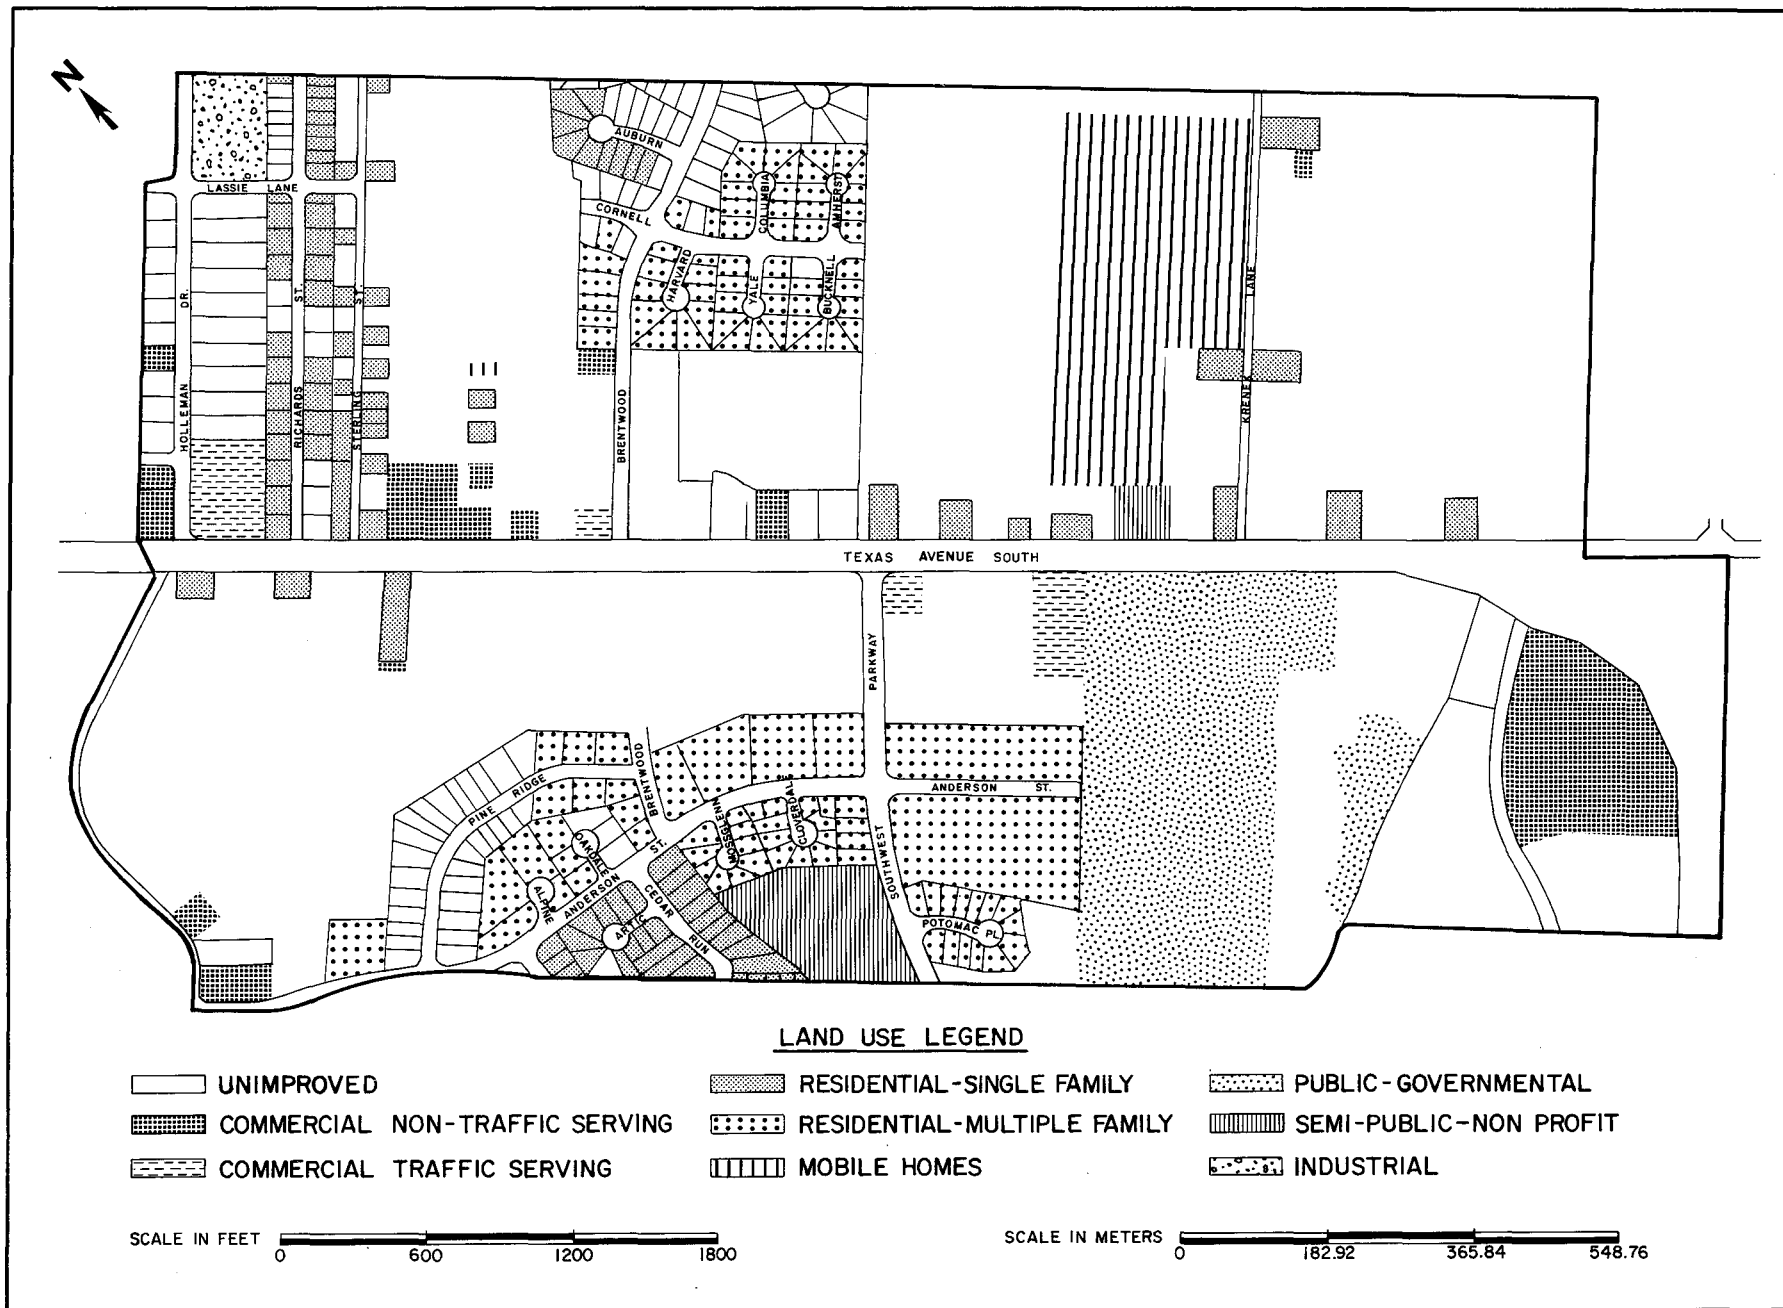 N
AUBURN
LASSIE LANE
CORNELL
COLUMBIA
AMHERST
HARVARD
YALE
BUCKNELL
HOLLEMAN DR.
RICHARDS ST.
STERLING ST.
BRENTWOOD
KRENEK LANE
TEXAS AVENUE SOUTH
PARKWAY
SOUTHWEST
BRENTWOOD
PINE RIDGE
OAKDALE
ALPINE
ANDERSON ST.
MOSSGLENN
CLOVERDALE
ANDERSON ST.
CEDAR RUN
ARTIC
POTOMAC PL
LAND USE LEGEND
UNIMPROVED
COMMERCIAL NON-TRAFFIC SERVING
COMMERCIAL TRAFFIC SERVING
RESIDENTIAL-SINGLE FAMILY
RESIDENTIAL-MULTIPLE FAMILY
MOBILE HOMES
PUBLIC-GOVERNMENTAL
SEMI-PUBLIC-NON PROFIT
INDUSTRIAL
SCALE IN FEET
0 600 1200 1800
SCALE IN METERS
0 182.92 365.84 548.76